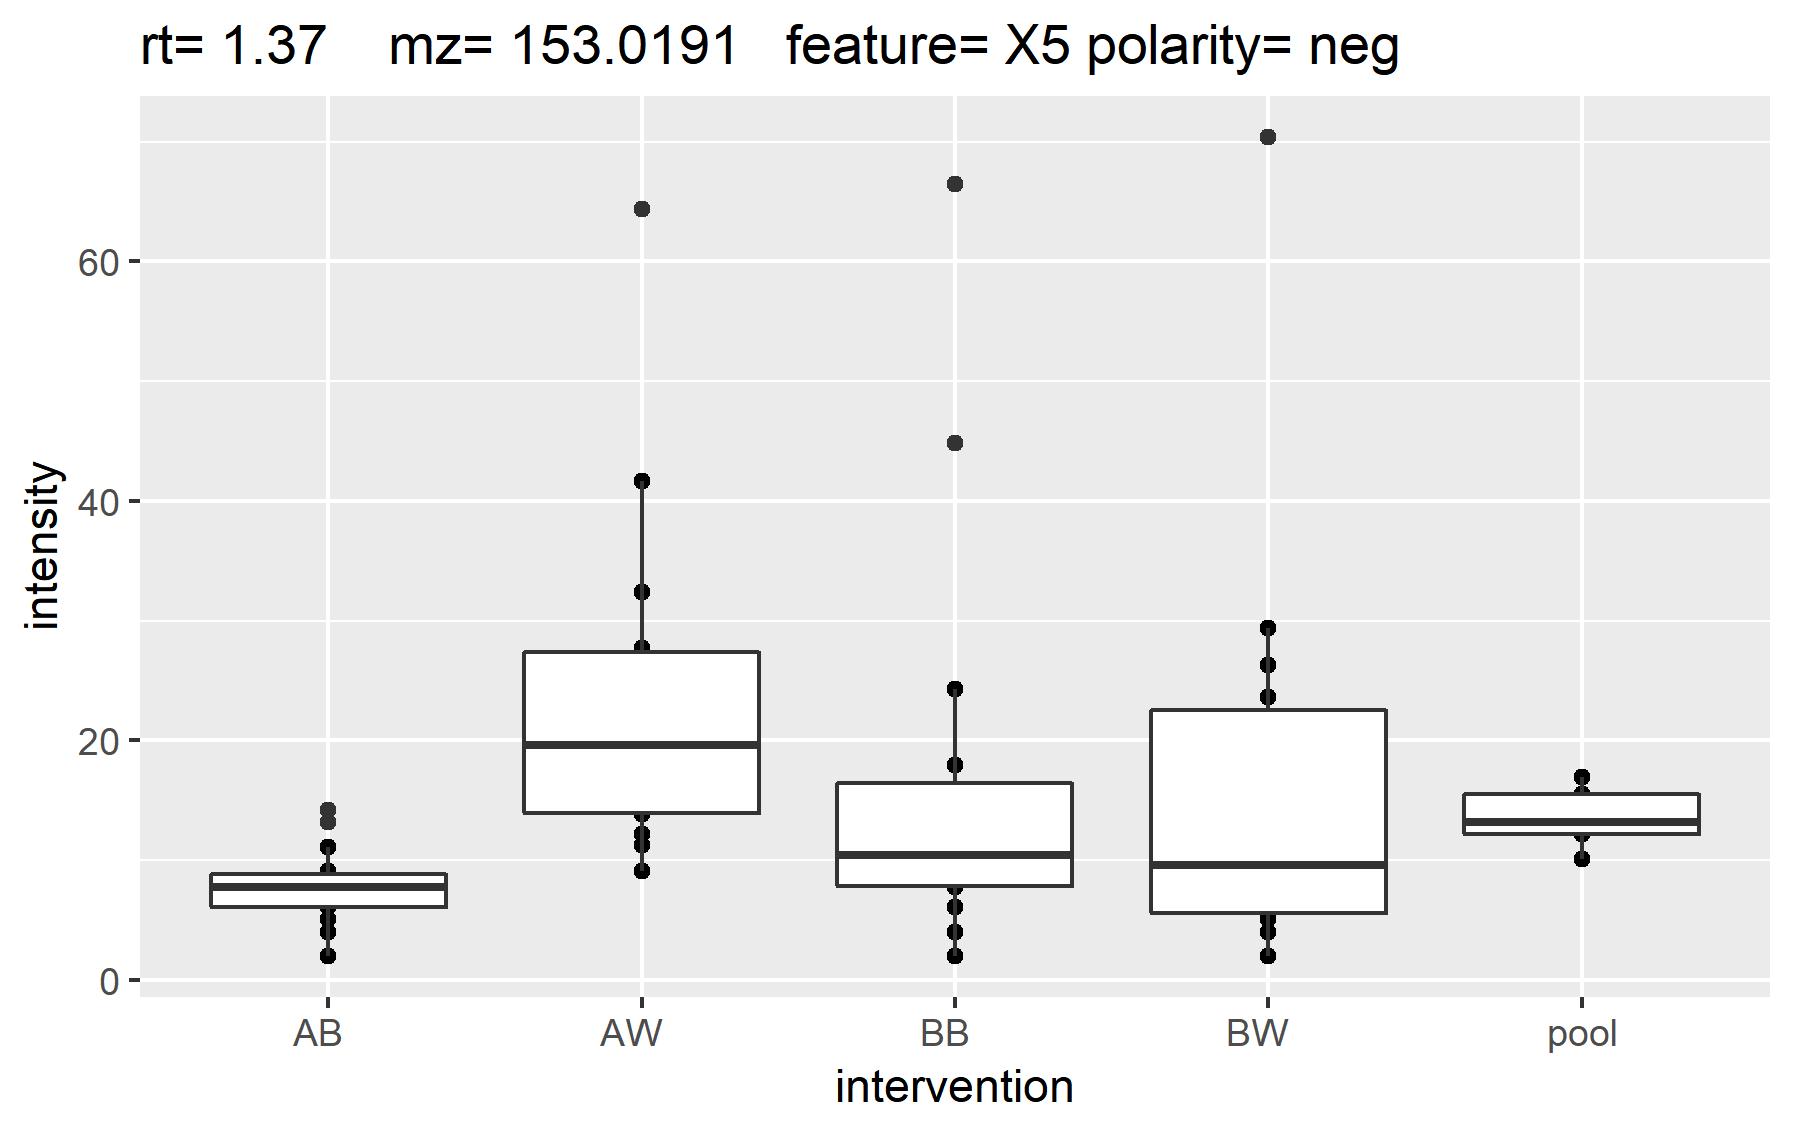 rt= 1.37 mz= 153.0191 feature= X5 polarity= neg
intensity
60
40
20
0
AB AW BB BW pool
intervention